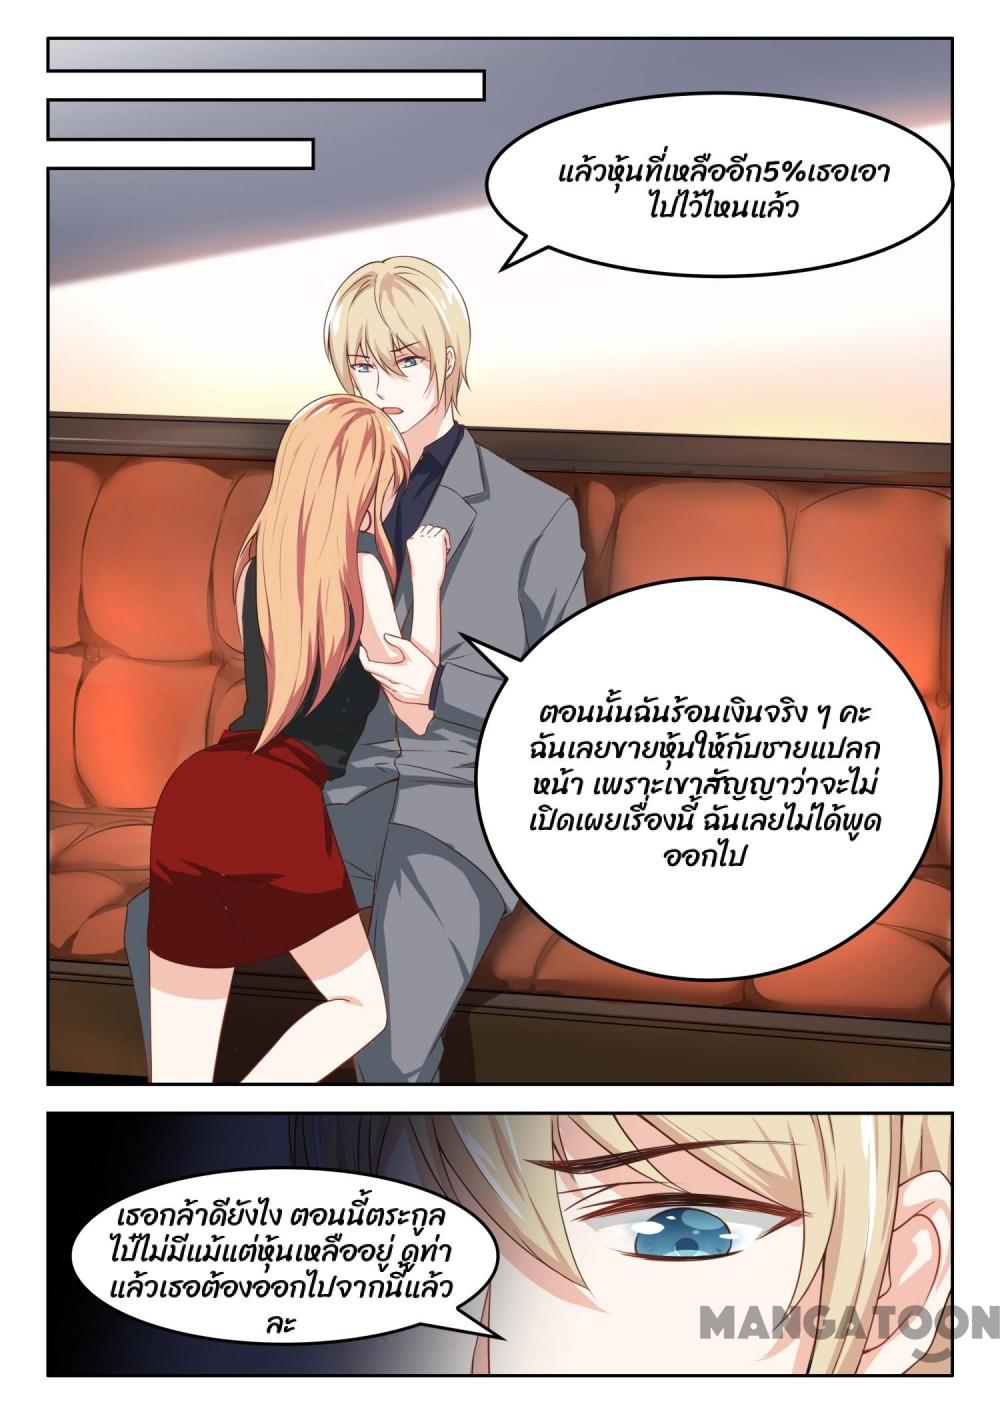 แล้วหุ้นที่เหลืออีก5%เธอเอา
ไปไว้ไหนแล้ว
ตอนนั้นฉันร้อนเงินจริง ๆ คะ
ฉันเลยขายหุ้นให้กับชายแปลก
หน้า เพราะเขาสัญญาว่าจะไม่
เปิดเผยเรื่องนี้ ฉันเลยไม่ได้พูด
ออกไป
เธอกล้าดียังไง ตอนนี้ตระกูล
ไป๋ไม่มีแม้แต่หุ้นเหลืออยู่ ดูท่า
แล้วเธอต้องออกไปจากนี้แล้ว
ละ
MANGATOON